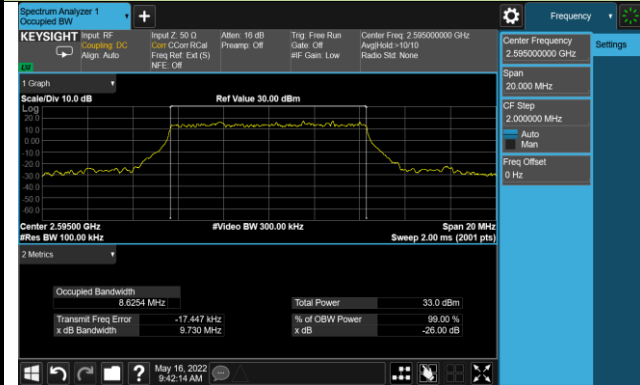 Spectrum Analyzer 1
Occupied BW
Frequency
KEYSIGHT
Input: RF
Coupling: DC
Align: Auto
Input Z: 50 Ω
Corr CCorr RCal
Freq Ref: Ext (S)
NFE: Off
Atten: 16 dB
Preamp: Off
Trig: Free Run
Gate: Off
#IF Gain: Low
Center Freq: 2.595000000 GHz
Avg|Hold:>10/10
Radio Std: None
Center Frequency
2.595000000 GHz
Settings
Span
20.000 MHz
CF Step
2.000000 MHz
Auto
Man
Freq Offset
0 Hz
1 Graph
Scale/Div 10.0 dB
Ref Value 30.00 dBm
Log
20.0
10.0
0.00
-10.0
-20.0
-30.0
-40.0
-50.0
-60.0
Center 2.59500 GHz
#Video BW 300.00 kHz
Span 20 MHz
#Res BW 100.00 kHz
Sweep 2.00 ms (2001 pts)
2 Metrics
Occupied Bandwidth
8.6254 MHz
Total Power
33.0 dBm
Transmit Freq Error
-17.447 kHz
% of OBW Power
99.00 %
x dB Bandwidth
9.730 MHz
x dB
-26.00 dB
May 16, 2022
9:42:14 AM